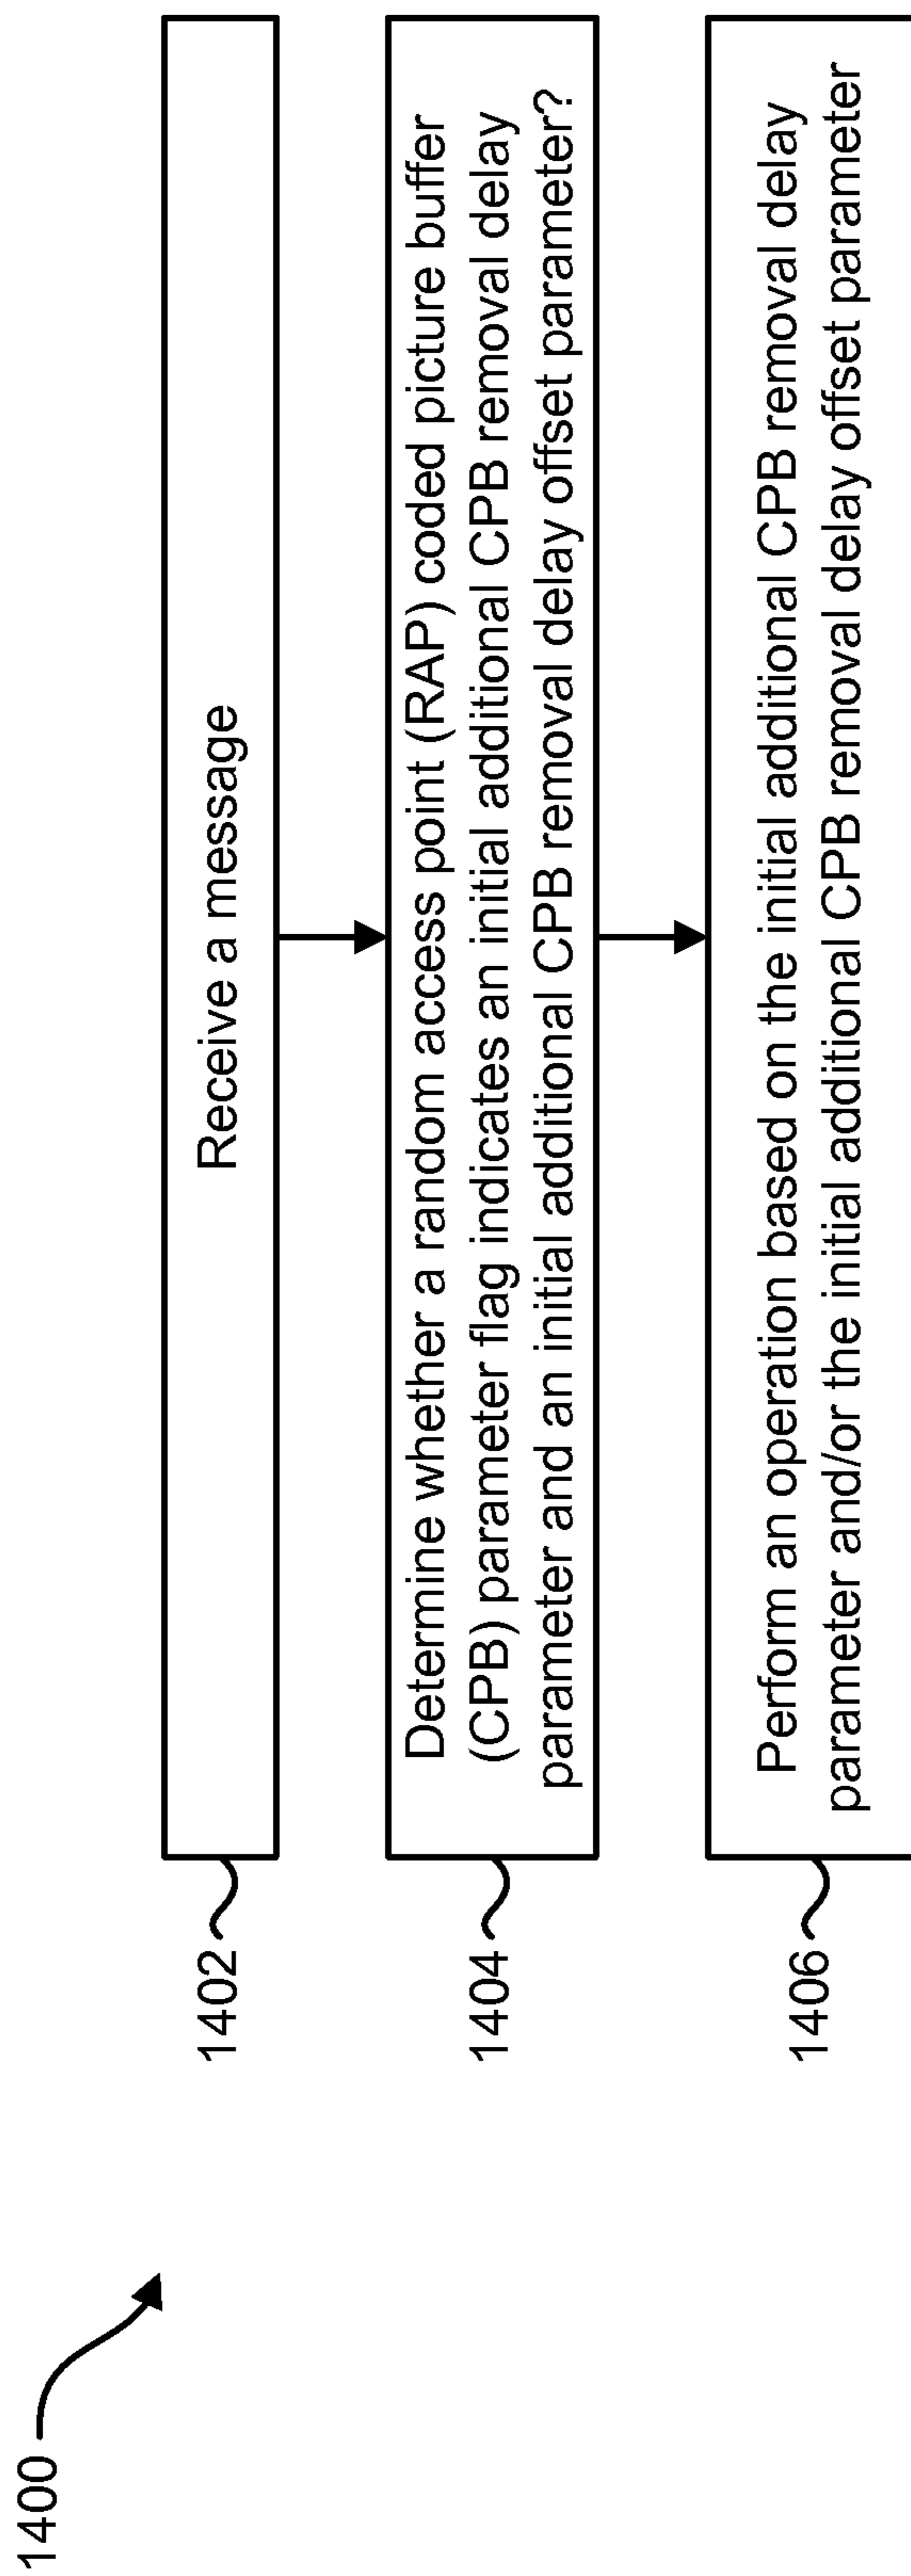 1400
1402
Receive a message
1404
Determine whether a random access point (RAP) coded picture buffer
(CPB) parameter flag indicates an initial additional CPB removal delay
parameter and an initial additional CPB removal delay offset parameter?
1406
Perform an operation based on the initial additional CPB removal delay
parameter and/or the initial additional CPB removal delay offset parameter